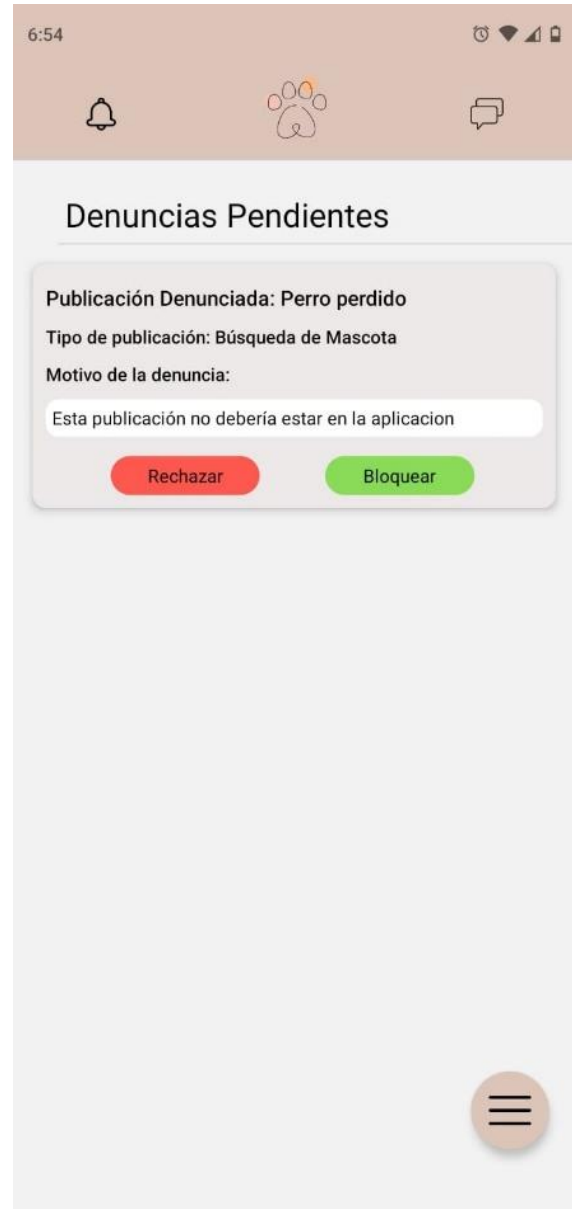 6:54
Denuncias Pendientes
Publicación Denunciada: Perro perdido
Tipo de publicación: Búsqueda de Mascota
Motivo de la denuncia:
Esta publicación no debería estar en la aplicacion
Rechazar Bloquear